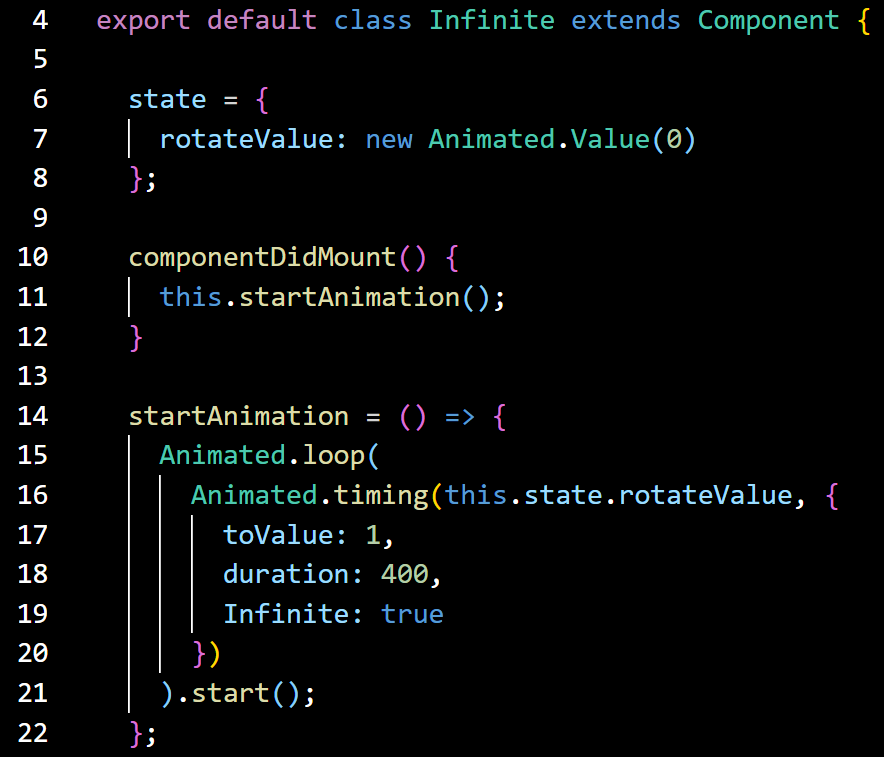 4 export default class Infinite extends Component {
5
6 state = {
7 rotateValue: new Animated.Value(0)
8 };
9
10 componentDidMount() {
11 this.startAnimation();
12 }
13
14 startAnimation = () => {
15 Animated.loop(
16 Animated.timing(this.state.rotateValue, {
17 toValue: 1,
18 duration: 400,
19 Infinite: true
20 })
21 ).start();
22 };